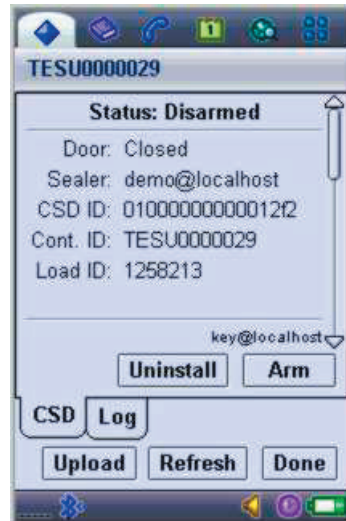 1
TESU0000029
Status: Disarmed
Door: Closed
Sealer: demo@localhost
CSD ID: 01000000000012f2
Cont. ID: TESU0000029
Load ID: 1258213
key@localhost
Uninstall Arm
CSD Log
Upload Refresh Done